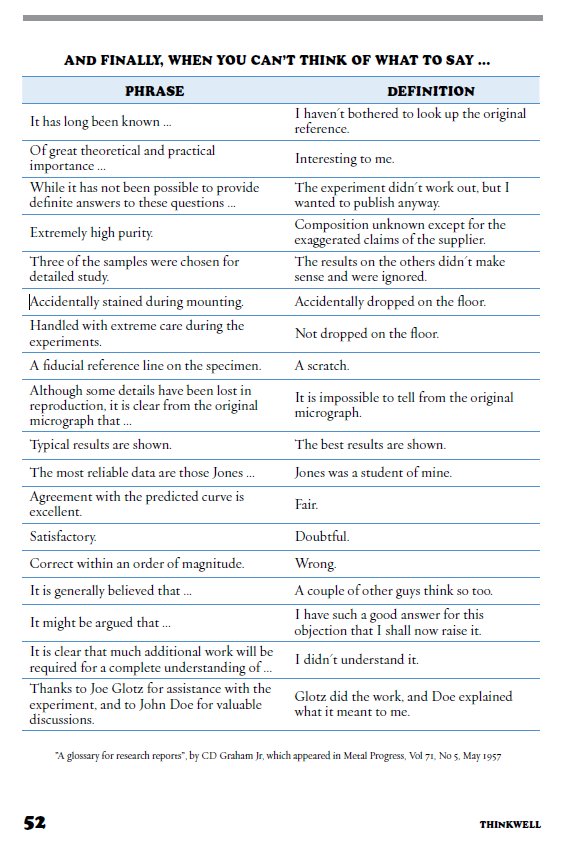 AND FINALLY, WHEN YOU CAN'T THINK OF WHAT TO SAY ...
PHRASE
DEFINITION
It has long been known ...
I haven´t bothered to look up the original
reference.
Of great theoretical and practical
importance ...
Interesting to me.
While it has not been possible to provide
definite answers to these questions ...
The experiment didn´t work out, but I
wanted to publish anyway.
Extremely high purity.
Composition unknown except for the
exaggerated claims of the supplier.
Three of the samples were chosen for
detailed study.
The results on the others didn´t make
sense and were ignored.
Accidentally stained during mounting.
Accidentally dropped on the floor.
Handled with extreme care during the
experiments.
Not dropped on the floor.
A fiducial reference line on the specimen.
A scratch.
Although some details have been lost in
reproduction, it is clear from the original
micrograph that ...
It is impossible to tell from the original
micrograph.
Typical results are shown.
The best results are shown.
The most reliable data are those Jones ...
Jones was a student of mine.
Agreement with the predicted curve is
excellent.
Fair.
Satisfactory.
Doubtful.
Correct within an order of magnitude.
Wrong.
It is generally believed that ...
A couple of other guys think so too.
It might be argued that ...
I have such a good answer for this
objection that I shall now raise it.
It is clear that much additional work will be
required for a complete understanding of ...
I didn´t understand it.
Thanks to Joe Glotz for assistance with the
experiment, and to John Doe for valuable
discussions.
Glotz did the work, and Doe explained
what it meant to me.
"A glossary for research reports", by CD Graham Jr, which appeared in Metal Progress, Vol 71, No 5, May 1957
52
THINKWELL